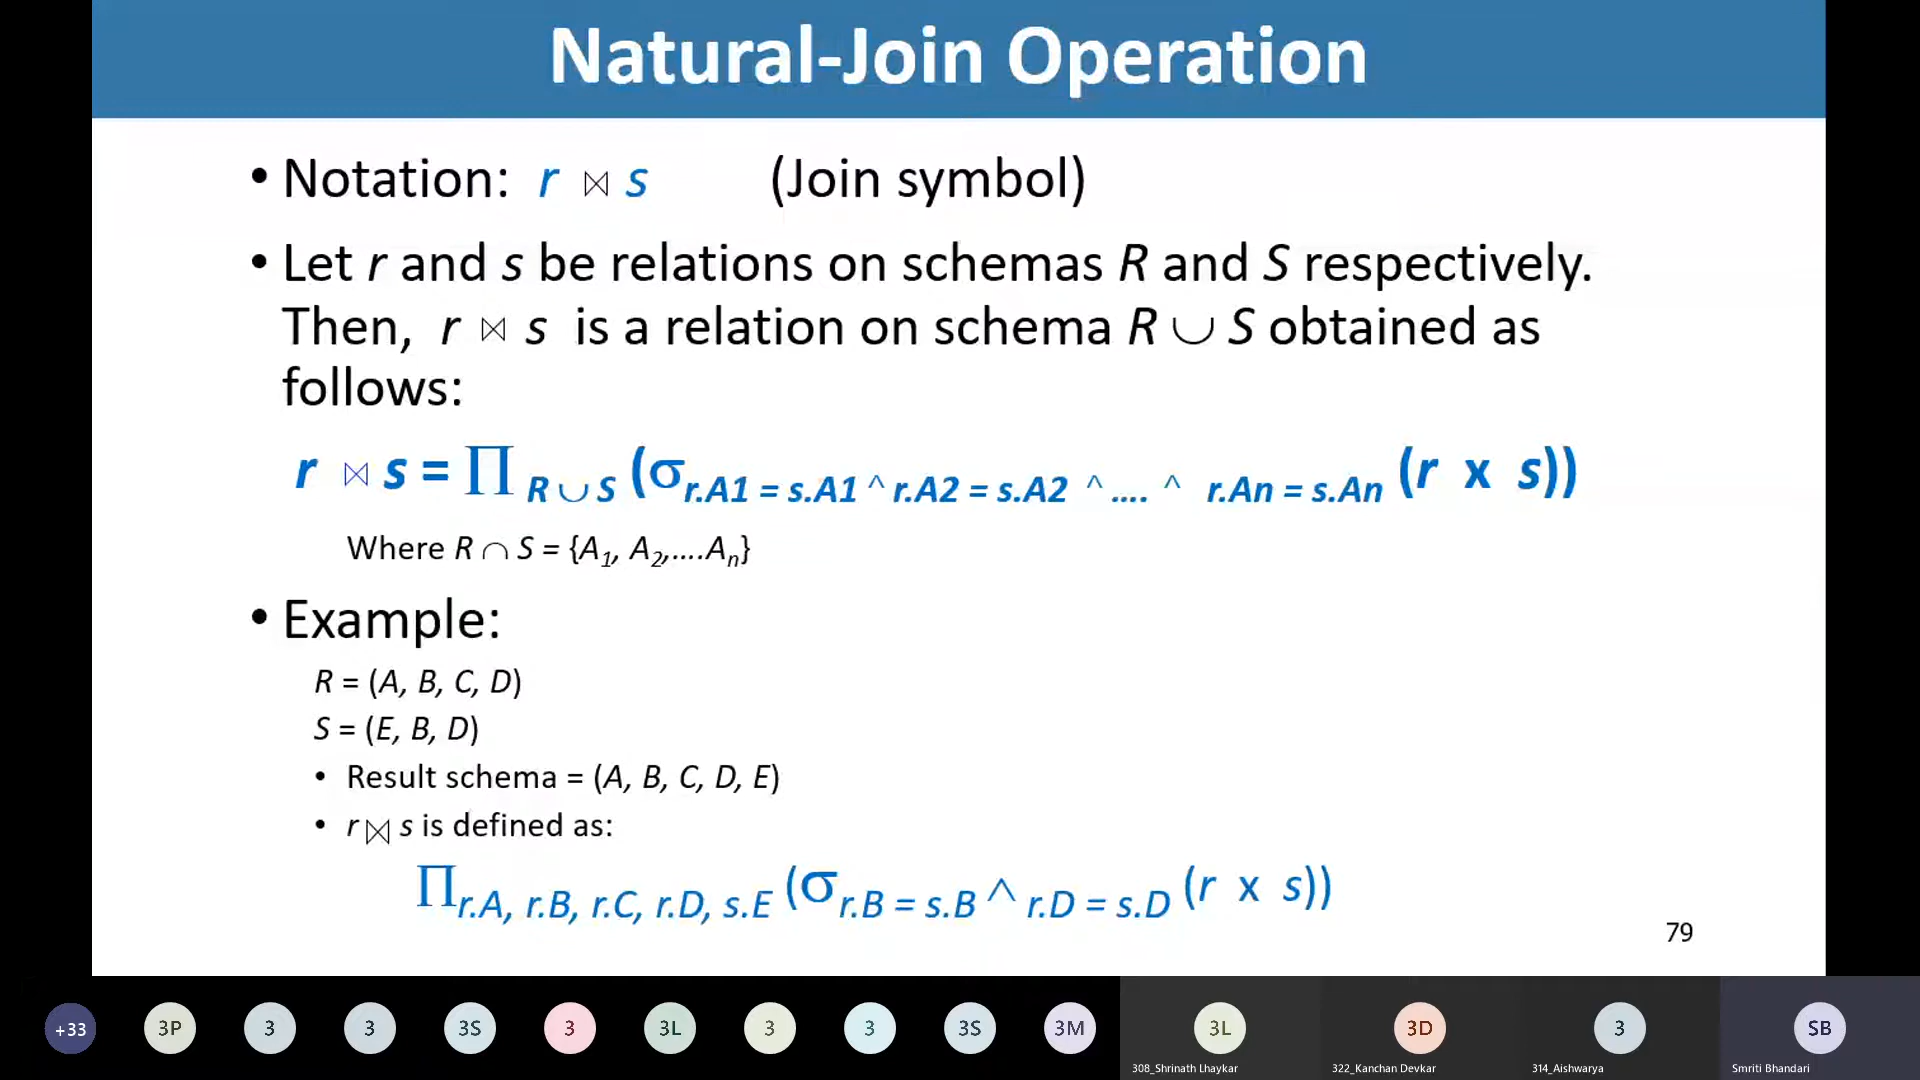 Natural-Join Operation
• Notation: r ⋈ s (Join symbol)
• Let r and s be relations on schemas R and S respectively.
Then, r ⋈ s is a relation on schema R ∪ S obtained as
follows:
r ⋈ s = ∏ R ∪ S (σr.A1 = s.A1 ^ r.A2 = s.A2 ^ .... ^ r.An = s.An (r x s))
Where R ∩ S = {A1, A2,....An}
• Example:
R = (A, B, C, D)
S = (E, B, D)
• Result schema = (A, B, C, D, E)
• r ⋈ s is defined as:
∏r.A, r.B, r.C, r.D, s.E (σr.B = s.B ^ r.D = s.D (r x s))
79
+33 3P 3 3 3S 3 3L 3 3 3S 3M 3L 3D 3 SB
308_Shrinath Lhaykar 322_Kanchan Devkar 314_Aishwarya Smriti Bhandari